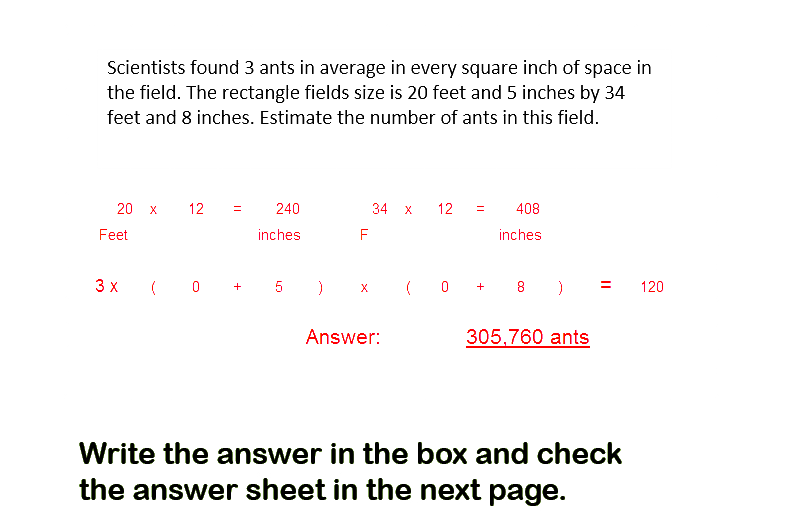 Scientists found 3 ants in average in every square inch of space in
the field. The rectangle fields size is 20 feet and 5 inches by 34
feet and 8 inches. Estimate the number of ants in this field.
20 x 12 = 240 34 x 12 = 408
Feet inches F inches
3 x ( 0 + 5 ) x ( 0 + 8 ) = 120
Answer: 305,760 ants
Write the answer in the box and check
the answer sheet in the next page.